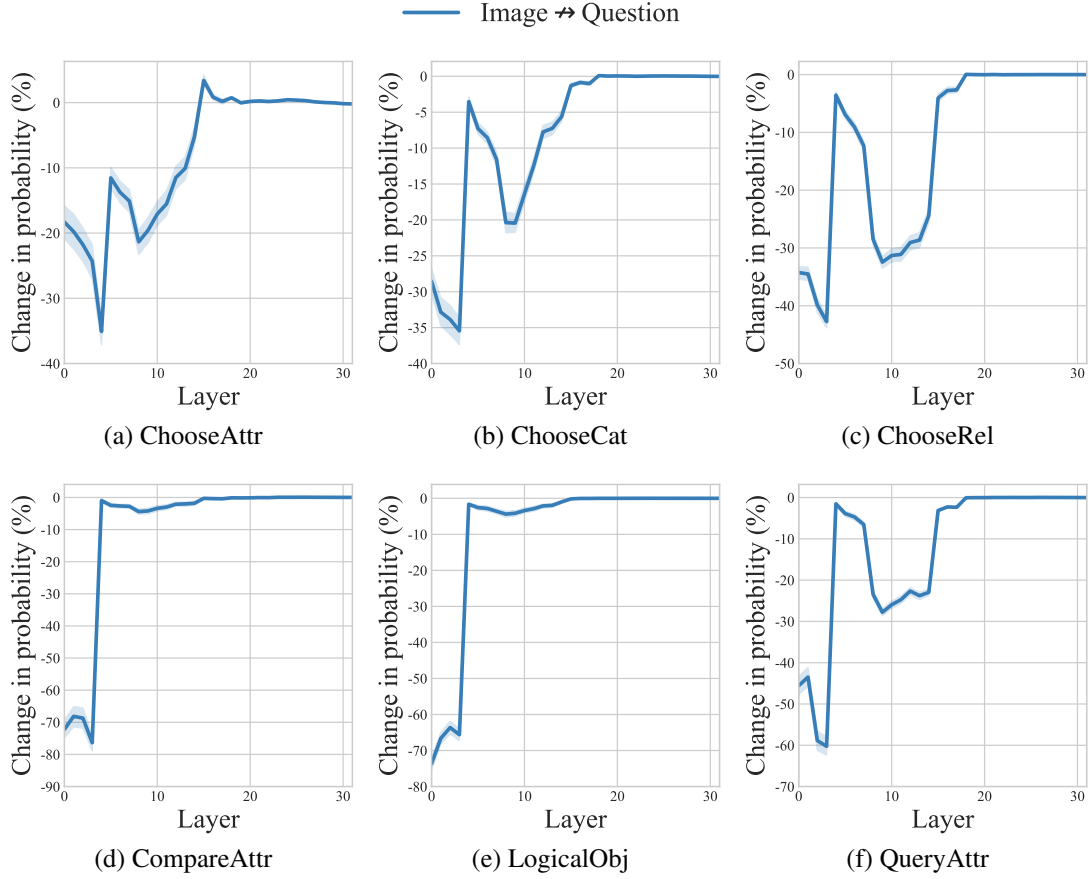 Image ↛ Question
Change in probability (%)
0
-10
-20
-30
-40
0 10 20 30
Layer
(a) ChooseAttr
Change in probability (%)
0
-5
-10
-15
-20
-25
-30
-35
-40
0 10 20 30
Layer
(b) ChooseCat
Change in probability (%)
0
-10
-20
-30
-40
-50
0 10 20 30
Layer
(c) ChooseRel
Change in probability (%)
0
-10
-20
-30
-40
-50
-60
-70
-80
-90
0 10 20 30
Layer
(d) CompareAttr
Change in probability (%)
0
-10
-20
-30
-40
-50
-60
-70
-80
0 10 20 30
Layer
(e) LogicalObj
Change in probability (%)
0
-10
-20
-30
-40
-50
-60
-70
0 10 20 30
Layer
(f) QueryAttr